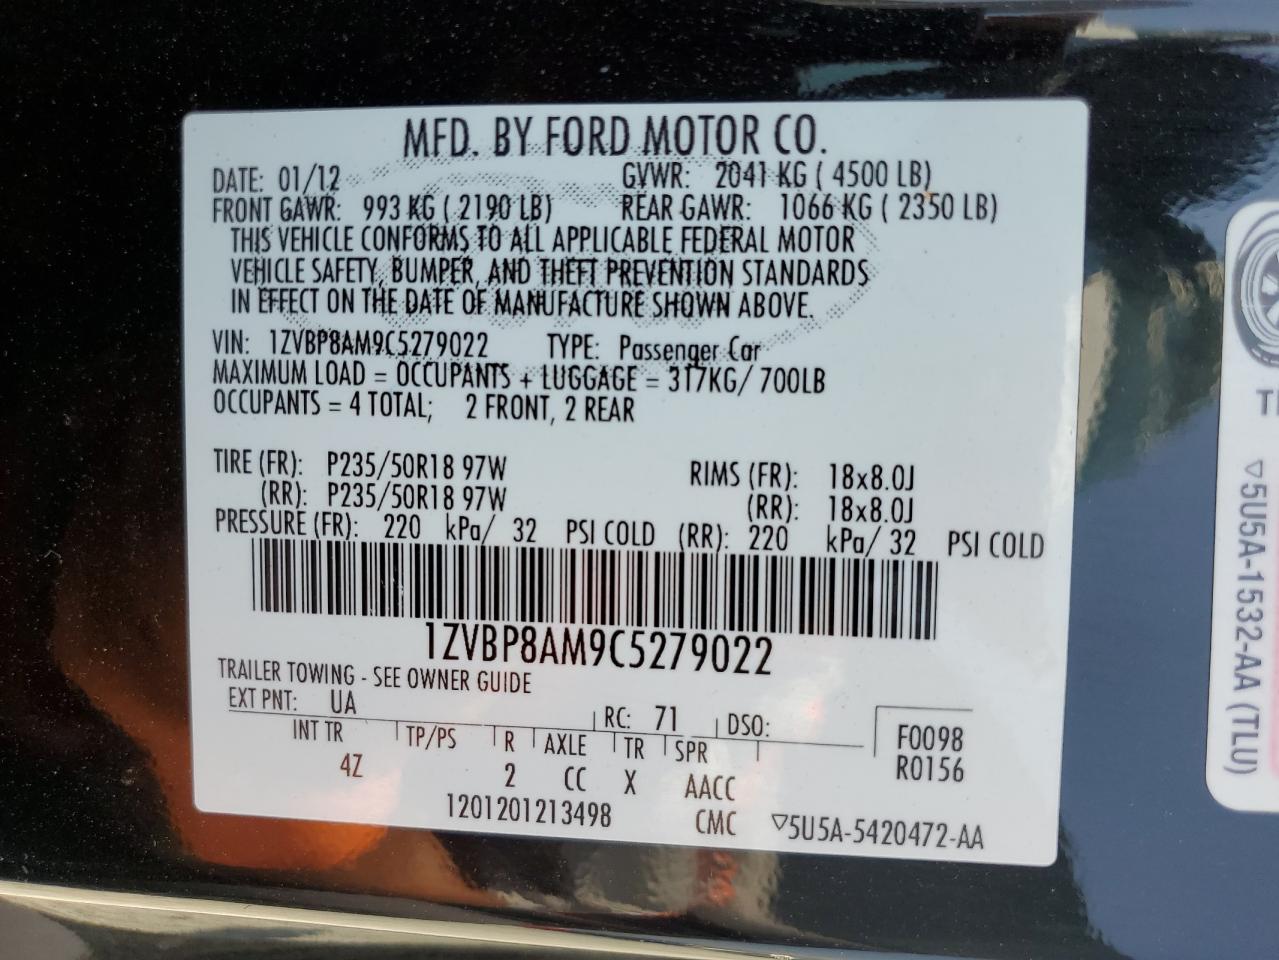 MFD. BY FORD MOTOR CO.
DATE: 01/12 GVWR: 2041 KG ( 4500 LB)
FRONT GAWR: 993 KG ( 2190 LB) REAR GAWR: 1066 KG ( 2350 LB)
THIS VEHICLE CONFORMS TO ALL APPLICABLE FEDERAL MOTOR
VEHICLE SAFETY, BUMPER, AND THEFT PREVENTION STANDARDS
IN EFFECT ON THE DATE OF MANUFACTURE SHOWN ABOVE.
VIN: 1ZVBP8AM9C5279022 TYPE: Passenger Car
MAXIMUM LOAD = OCCUPANTS + LUGGAGE = 317KG/ 700LB
OCCUPANTS = 4 TOTAL; 2 FRONT, 2 REAR
TIRE (FR): P235/50R18 97W RIMS (FR): 18x8.0J
(RR): P235/50R18 97W (RR): 18x8.0J
PRESSURE (FR): 220 kPa/ 32 PSI COLD (RR): 220 kPa/ 32 PSI COLD
1ZVBP8AM9C5279022
TRAILER TOWING - SEE OWNER GUIDE
EXT PNT: UA RC: 71 DSO:
INT TR TP/PS R AXLE TR SPR F0098
4Z 2 CC X AACC R0156
1201201213498 CMC ▽5U5A-5420472-AA
T
▽5U5A-1532-AA (TLU)